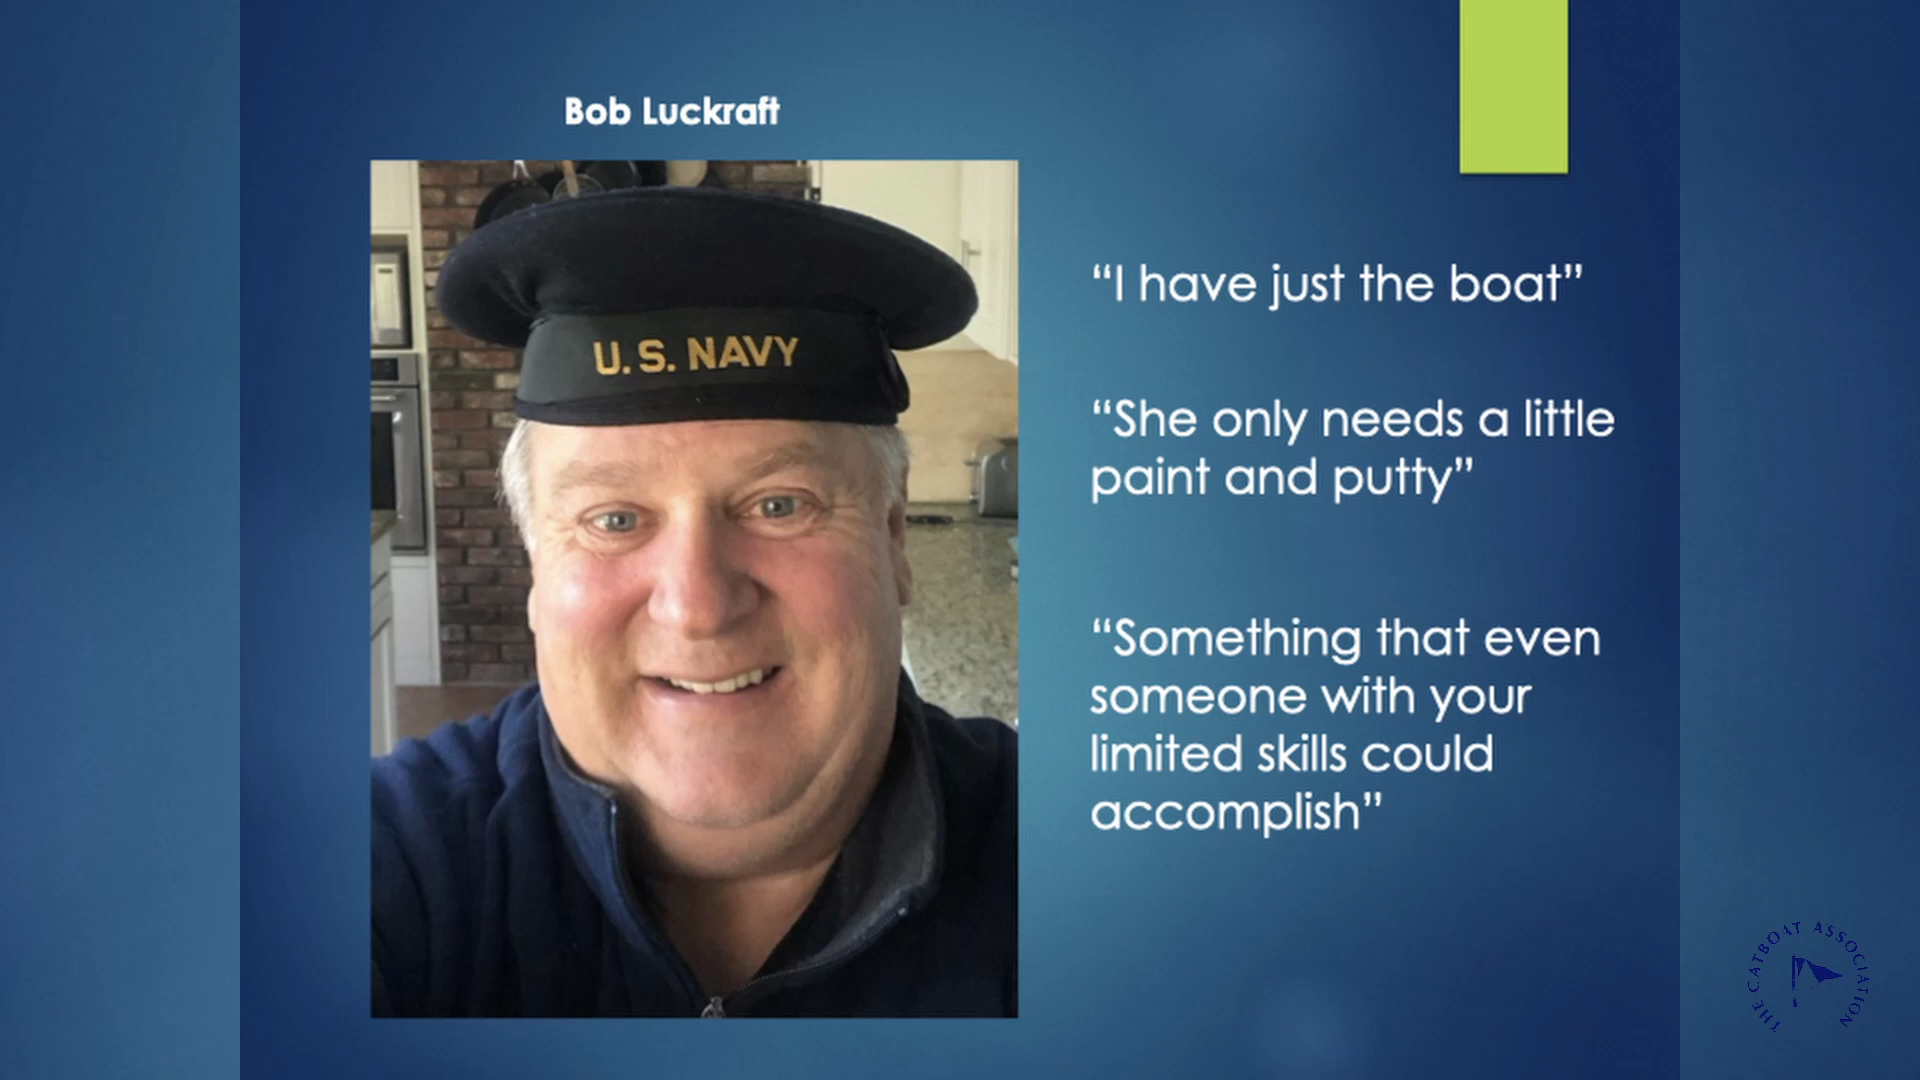 Bob Luckraft
U.S. NAVY
“I have just the boat”
“She only needs a little
paint and putty”
“Something that even
someone with your
limited skills could
accomplish”
THE CATBOAT ASSOCIATION